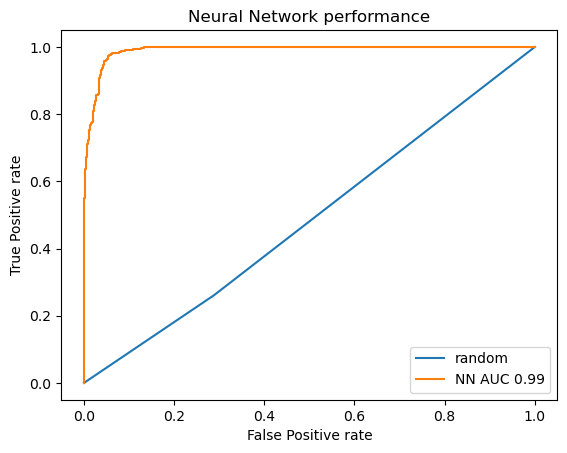 Neural Network performance
True Positive rate
1.0
0.8
0.6
0.4
0.2
0.0
0.0 0.2 0.4 0.6 0.8 1.0
False Positive rate
random
NN AUC 0.99